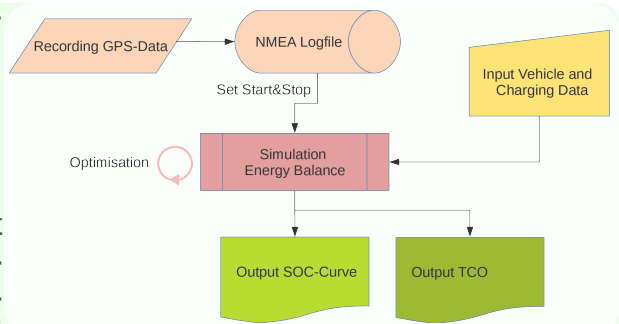 Recording GPS-Data
NMEA Logfile
Input Vehicle and
Charging Data
Set Start&Stop
Optimisation
Simulation
Energy Balance
Output SOC-Curve
Output TCO